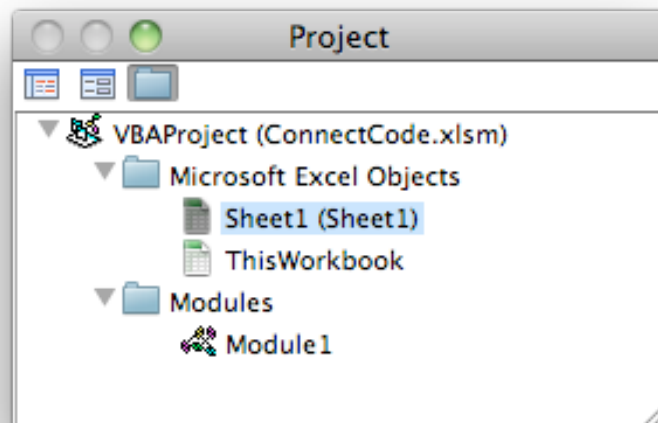 Project
VBAProject (ConnectCode.xlsm)
Microsoft Excel Objects
Sheet1 (Sheet1)
ThisWorkbook
Modules
Module1